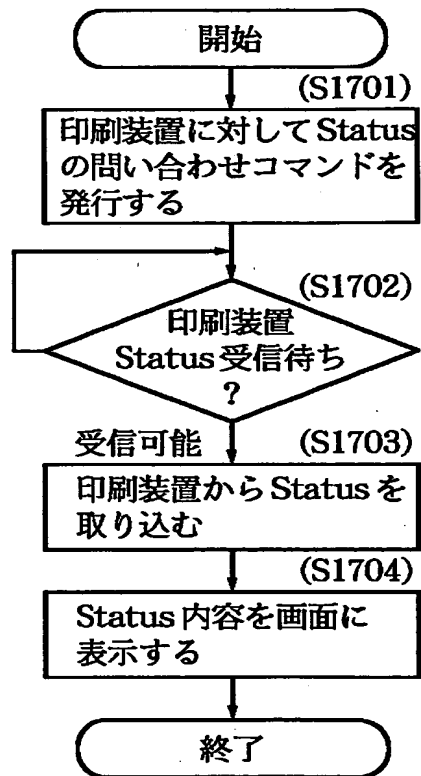 開始
(S1701)
印刷装置に対してStatus
の問い合わせコマンドを
発行する
(S1702)
印刷装置
Status受信待ち
?
受信可能
(S1703)
印刷装置からStatusを
取り込む
(S1704)
Status内容を画面に
表示する
終了